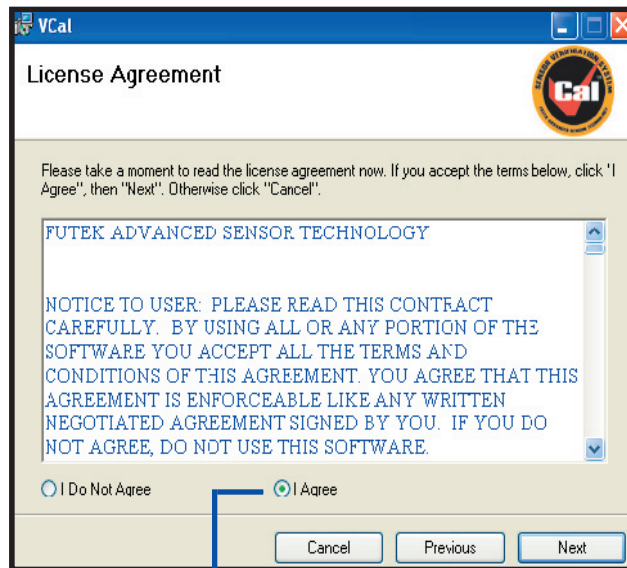 VCal
License Agreement
SENSOR VERIFICATION SYSTEM
Cal
Please take a moment to read the license agreement now. If you accept the terms below, click "I
Agree", then "Next". Otherwise click "Cancel".
FUTEK ADVANCED SENSOR TECHNOLOGY
NOTICE TO USER: PLEASE READ THIS CONTRACT
CAREFULLY. BY USING ALL OR ANY PORTION OF THE
SOFTWARE YOU ACCEPT ALL THE TERMS AND
CONDITIONS OF THIS AGREEMENT. YOU AGREE THAT THIS
AGREEMENT IS ENFORCEABLE LIKE ANY WRITTEN
NEGOTIATED AGREEMENT SIGNED BY YOU. IF YOU DO
NOT AGREE, DO NOT USE THIS SOFTWARE.
I Do Not Agree I Agree
Cancel Previous Next